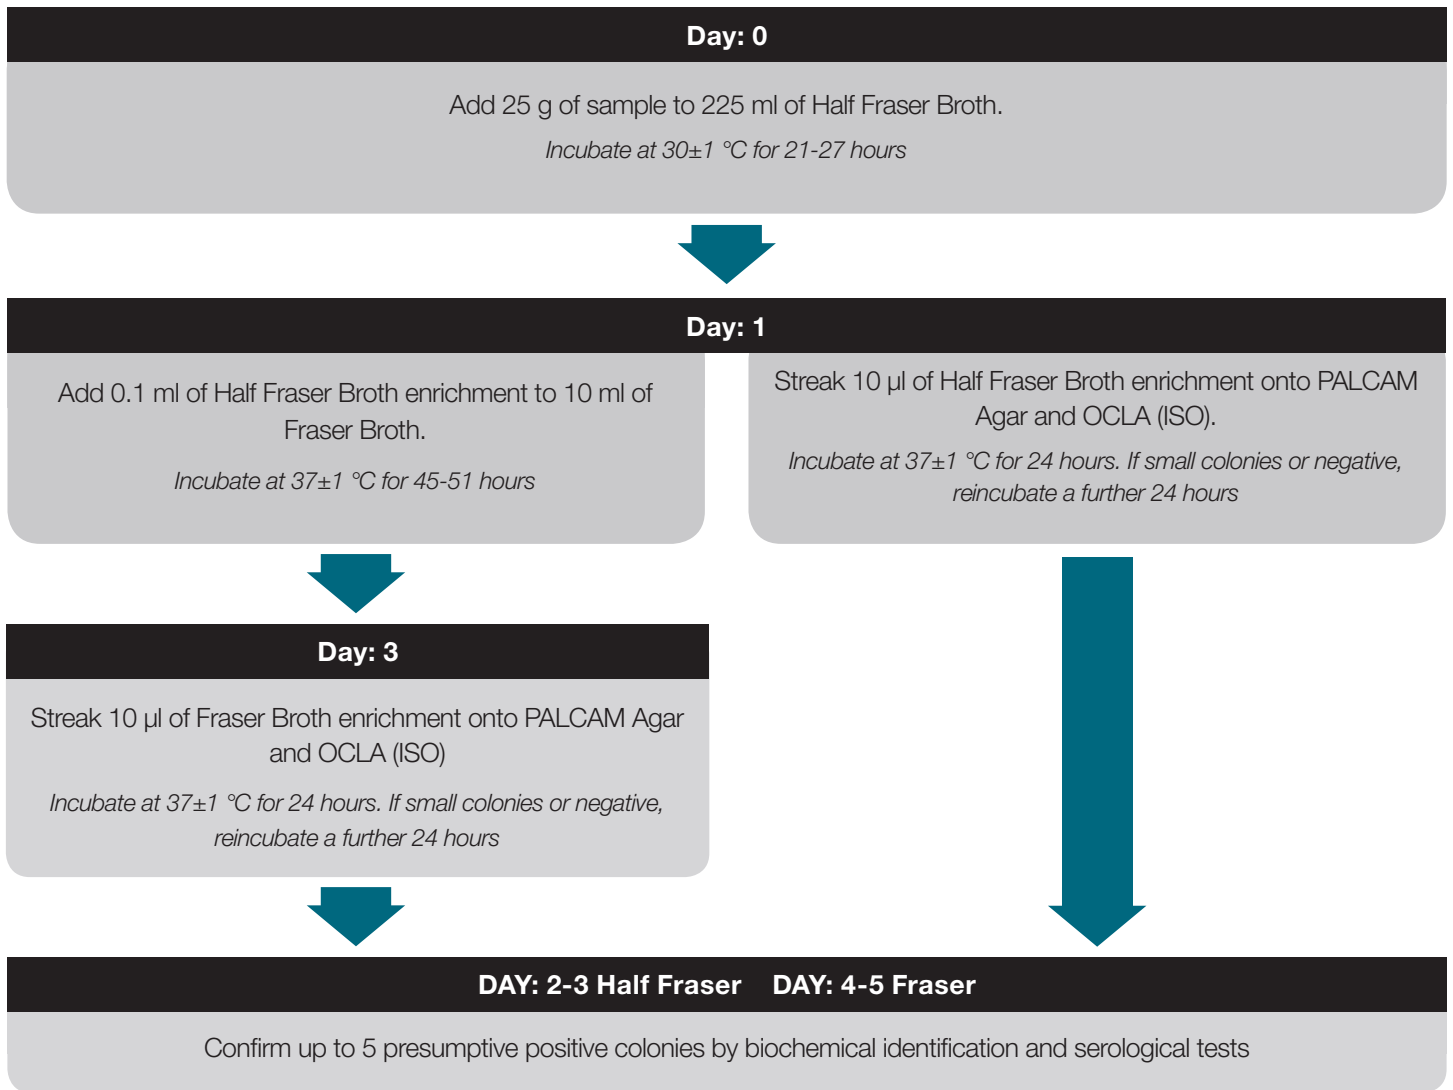 Day: 0
Add 25 g of sample to 225 ml of Half Fraser Broth.
Incubate at 30±1 °C for 21-27 hours
Day: 1
Add 0.1 ml of Half Fraser Broth enrichment to 10 ml of
Fraser Broth.
Incubate at 37±1 °C for 45-51 hours
Streak 10 µl of Half Fraser Broth enrichment onto PALCAM
Agar and OCLA (ISO).
Incubate at 37±1 °C for 24 hours. If small colonies or negative,
reincubate a further 24 hours
Day: 3
Streak 10 µl of Fraser Broth enrichment onto PALCAM Agar
and OCLA (ISO)
Incubate at 37±1 °C for 24 hours. If small colonies or negative,
reincubate a further 24 hours
DAY: 2-3 Half Fraser DAY: 4-5 Fraser
Confirm up to 5 presumptive positive colonies by biochemical identification and serological tests